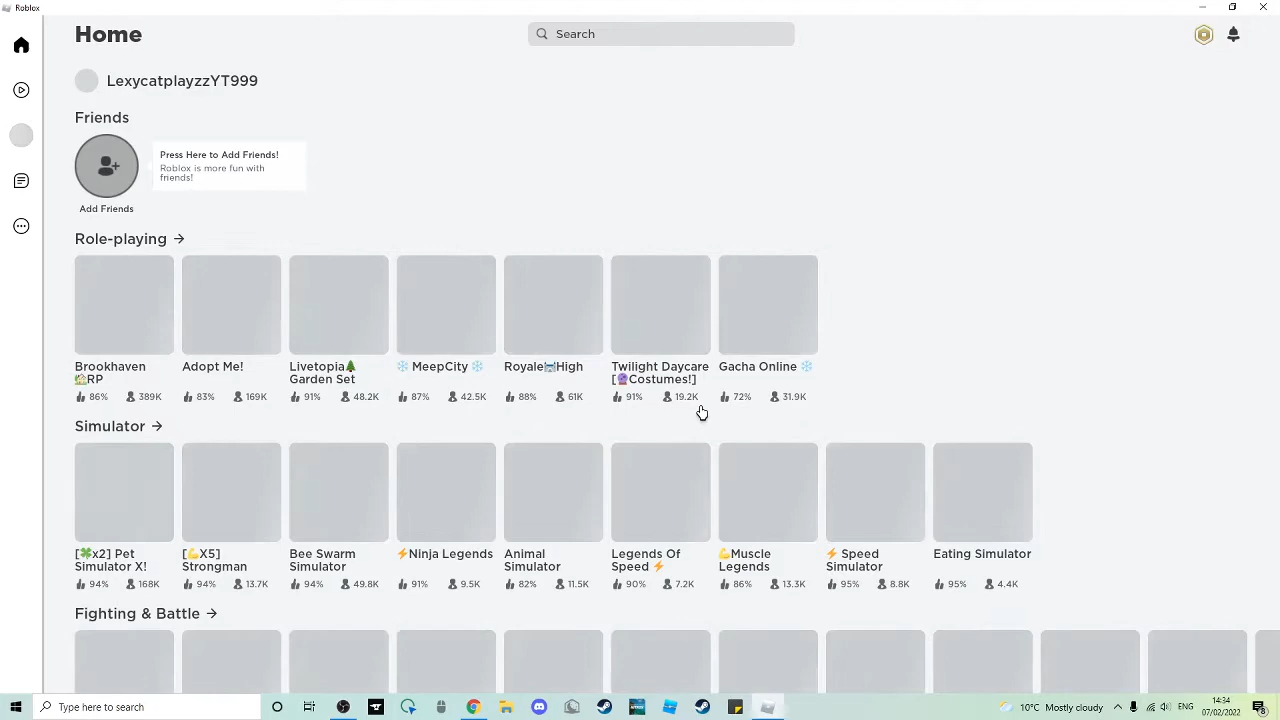 Roblox
Home
Search
LexycatplayzzYT999
Friends
Press Here to Add Friends!
Roblox is more fun with
friends!
Add Friends
Role-playing →
Brookhaven
🏡RP
86% 389K
Adopt Me!
83% 169K
Livetopia🌲
Garden Set
91% 48.2K
❄️ MeepCity ❄️
87% 42.5K
Royale🏰High
88% 61K
Twilight Daycare
[🔮Costumes!]
91% 19.2K
Gacha Online ❄️
72% 31.9K
Simulator →
[🍀x2] Pet
Simulator X!
94% 168K
[💪X5]
Strongman
94% 13.7K
Bee Swarm
Simulator
94% 49.8K
⚡Ninja Legends
91% 9.5K
Animal
Simulator
82% 11.5K
Legends Of
Speed ⚡
90% 7.2K
💪Muscle
Legends
86% 13.3K
⚡ Speed
Simulator
95% 8.8K
Eating Simulator
95% 4.4K
Fighting & Battle →
Type here to search
10°C Mostly cloudy
14:34
07/02/2022